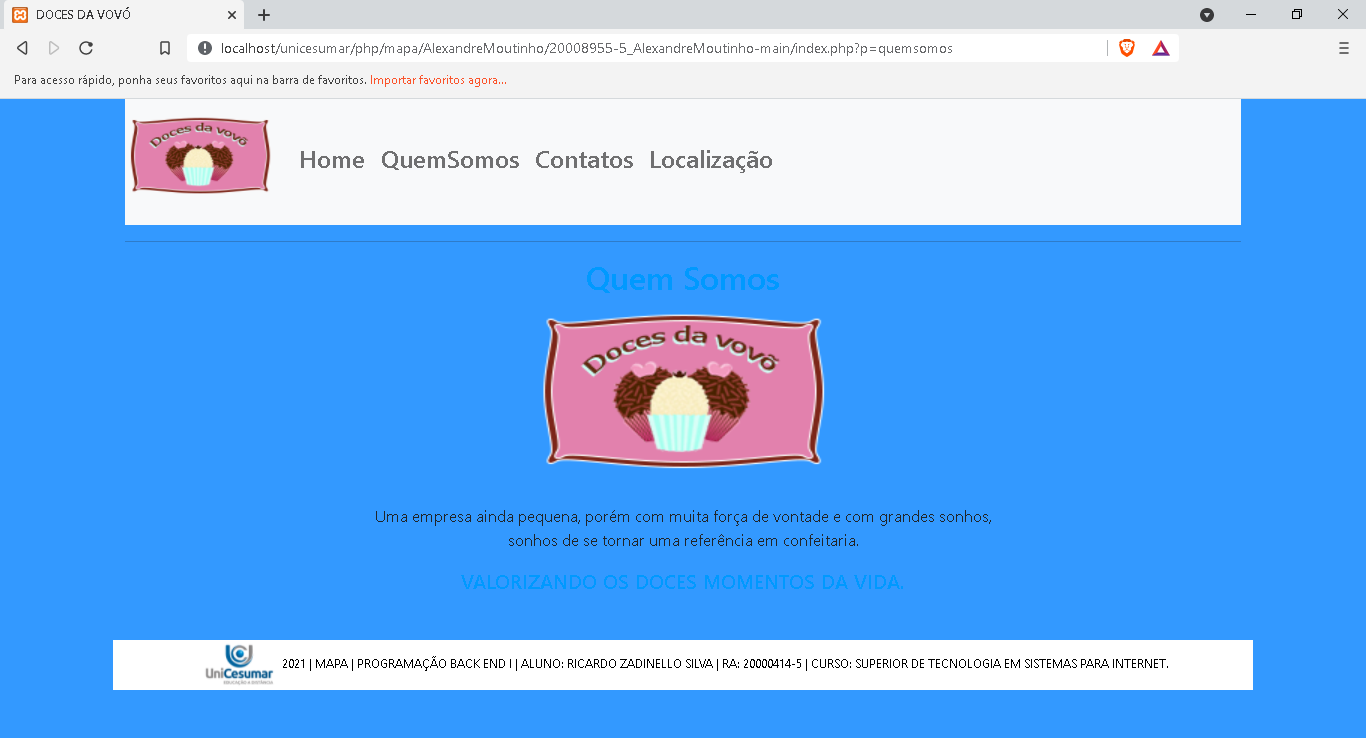 DOCES DA VOVÓ
localhost/unicesumar/php/mapa/AlexandreMoutinho/20008955-5_AlexandreMoutinho-main/index.php?p=quemsomos
Para acesso rápido, ponha seus favoritos aqui na barra de favoritos. Importar favoritos agora...
Doces da vovõ
Home QuemSomos Contatos Localização
Quem Somos
Doces da vovõ
Uma empresa ainda pequena, porém com muita força de vontade e com grandes sonhos,
sonhos de se tornar uma referência em confeitaria.
VALORIZANDO OS DOCES MOMENTOS DA VIDA.
UniCesumar
EDUCAÇÃO A DISTÂNCIA
2021 | MAPA | PROGRAMAÇÃO BACK END I | ALUNO: RICARDO ZADINELLO SILVA | RA: 20000414-5 | CURSO: SUPERIOR DE TECNOLOGIA EM SISTEMAS PARA INTERNET.